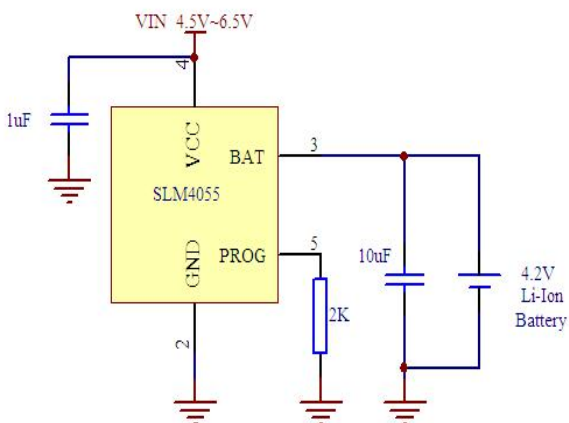 VIN 4.5V~6.5V
4
1uF
VCC
BAT
3
SLM4055
GND
PROG
5
10uF
4.2V
Li-Ion
Battery
2K
2